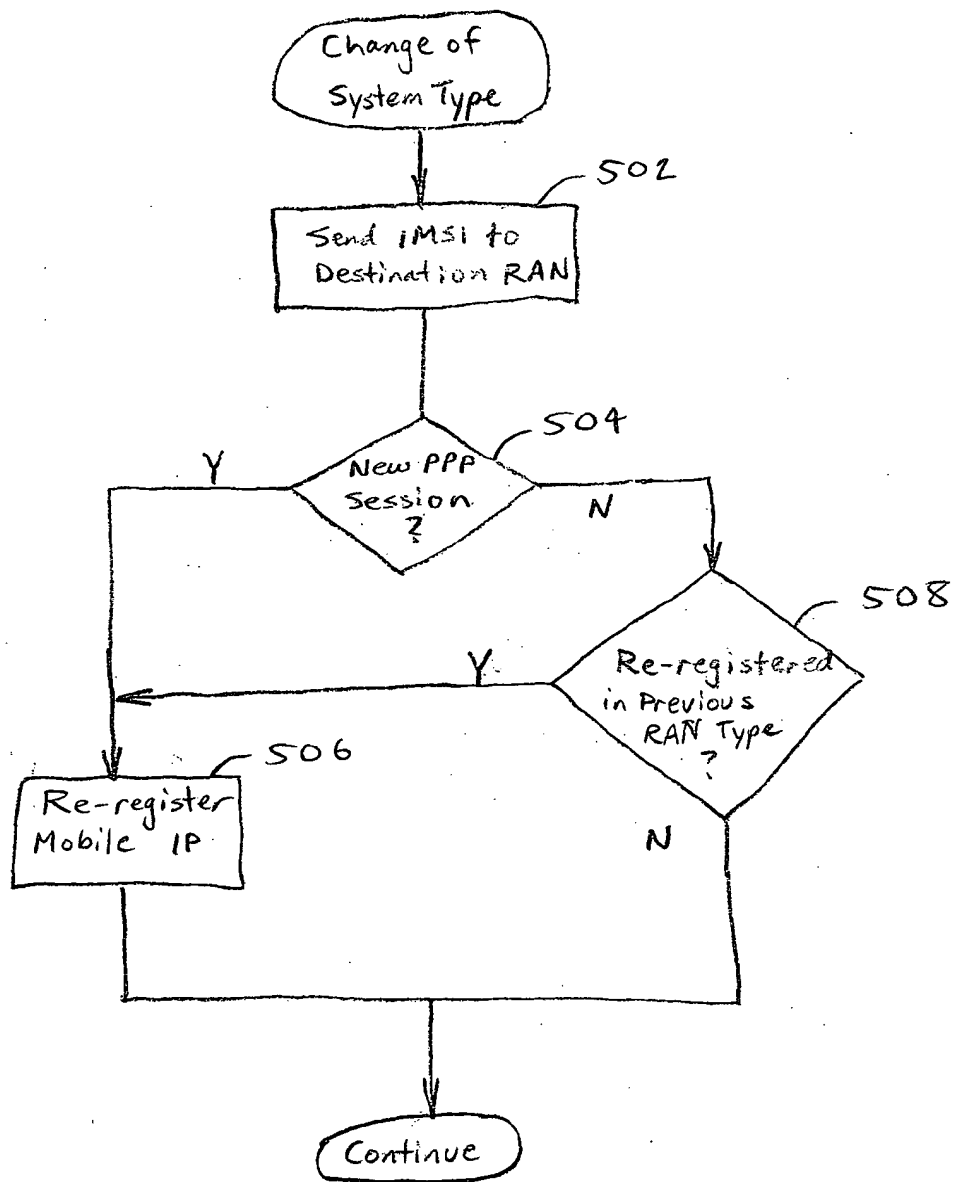 Change of
System Type
502
Send IMSI to
Destination RAN
504
Y
New PPP
Session
?
N
508
Y
Re-registered
in Previous
RAN Type
?
506
Re-register
Mobile IP
N
Continue